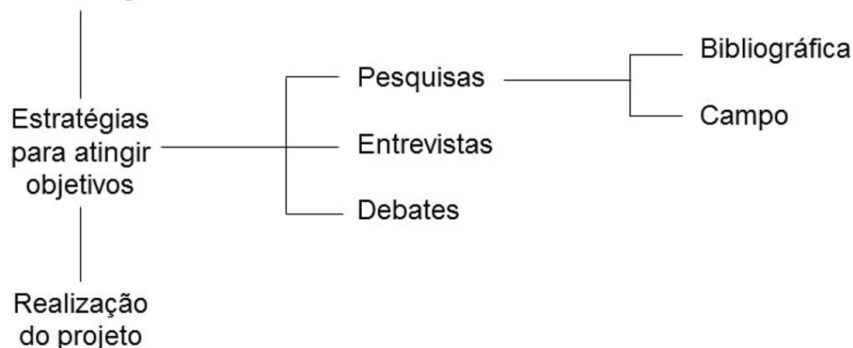 Pesquisas
Bibliográfica
Campo
Estratégias
para atingir
objetivos
Entrevistas
Debates
Realização
do projeto